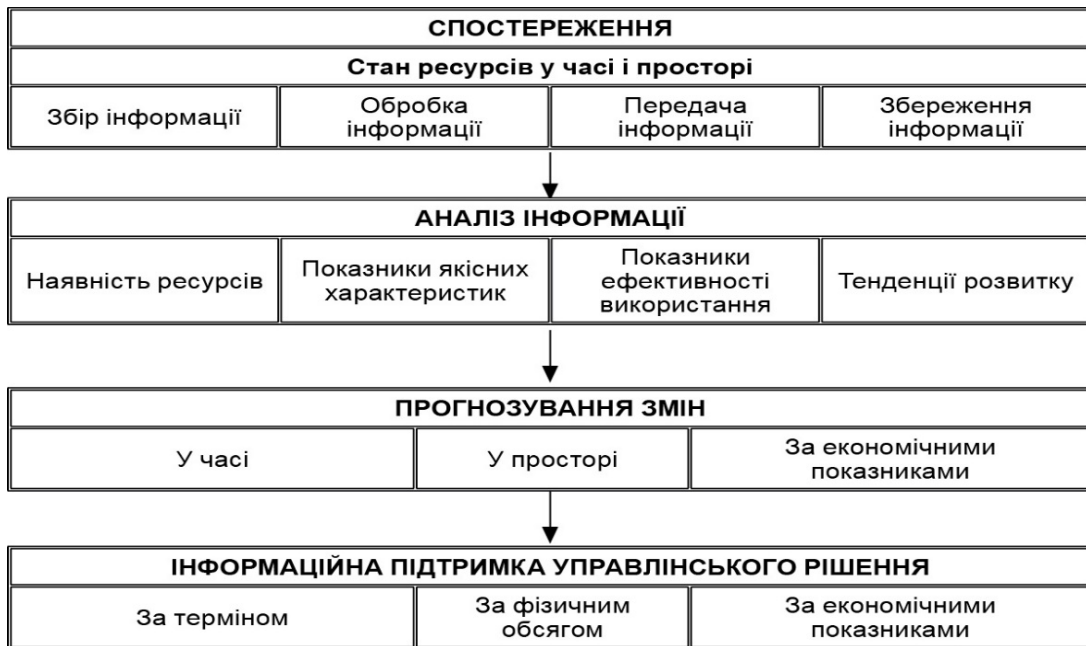 СПОСТЕРЕЖЕННЯ
Стан ресурсів у часі і просторі
Збір інформації
Обробка
інформації
Передача
інформації
Збереження
інформації
АНАЛІЗ ІНФОРМАЦІЇ
Наявність ресурсів
Показники якісних
характеристик
Показники
ефективності
використання
Тенденції розвитку
ПРОГНОЗУВАННЯ ЗМІН
У часі
У просторі
За економічними
показниками
ІНФОРМАЦІЙНА ПІДТРИМКА УПРАВЛІНСЬКОГО РІШЕННЯ
За терміном
За фізичним
обсягом
За економічними
показниками